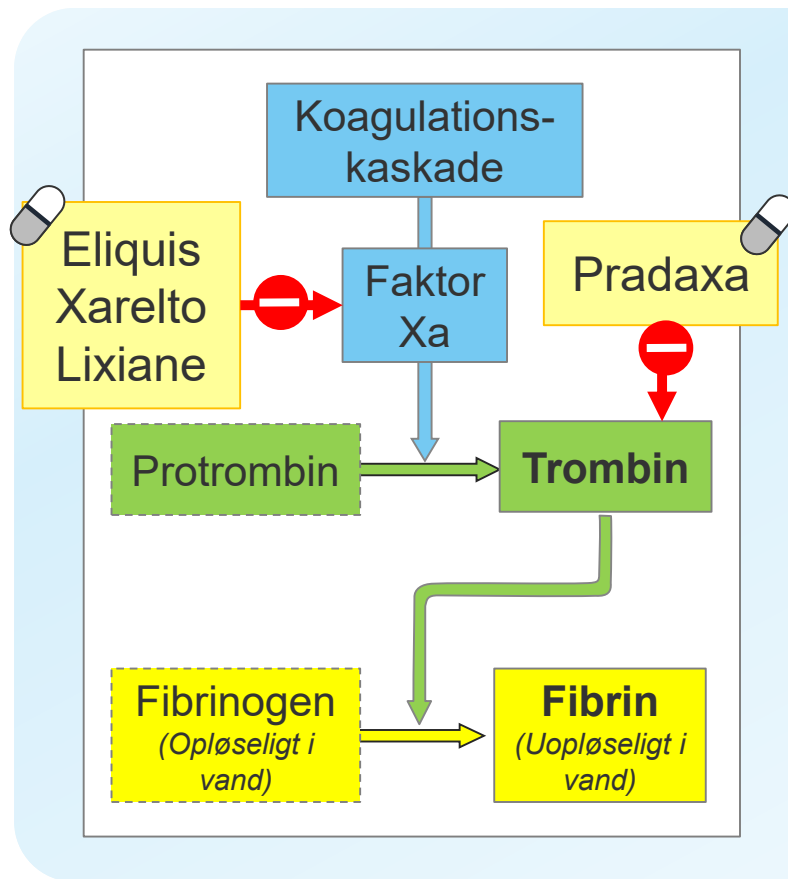 Koagulations-
kaskade
Eliquis
Xarelto
Lixiane
Faktor
Xa
Pradaxa
Protrombin
Trombin
Fibrinogen
(Opløseligt i
vand)
Fibrin
(Uopløseligt i
vand)